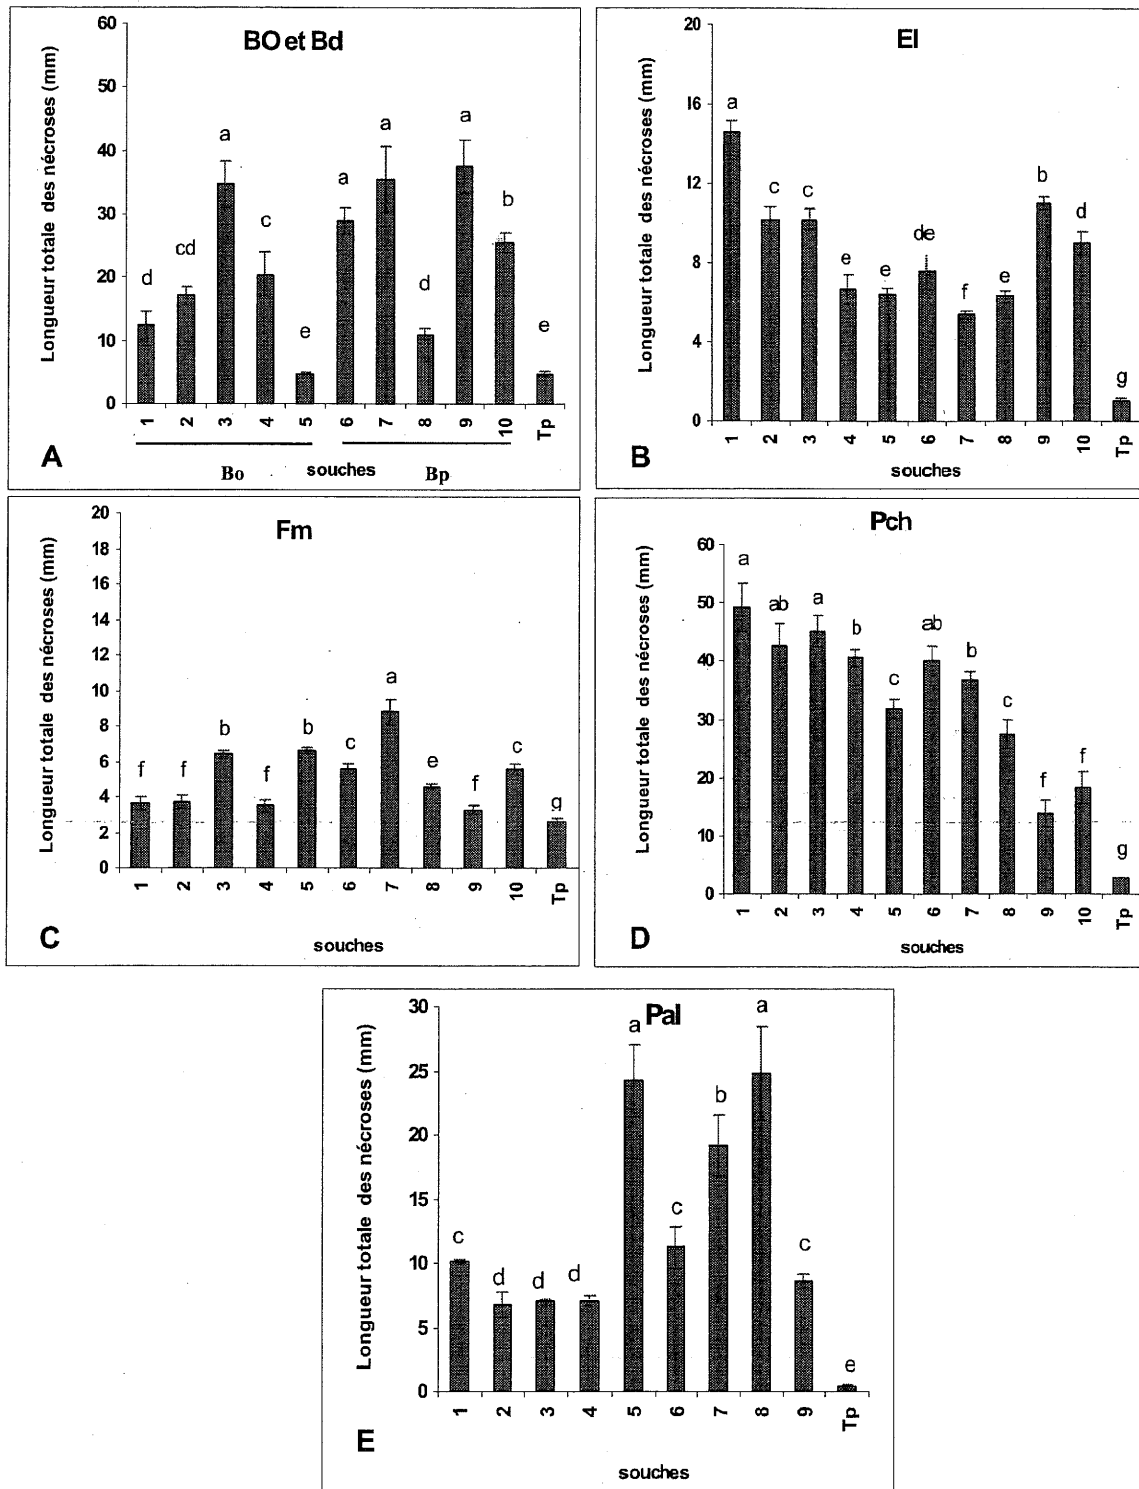 BO et Bd
Longueur totale des nécroses (mm)
60
50
40
30
20
10
0
d cd a c e a a d a b e
1 2 3 4 5 6 7 8 9 10 Tp
A
Bo souches Bp
El
Longueur totale des nécroses (mm)
20
16
12
8
4
0
a c c e e de f e b d g
1 2 3 4 5 6 7 8 9 10 Tp
B
souches
Fm
Longueur totale des nécroses (mm)
20
18
16
14
12
10
8
6
4
2
0
f f b f b c a e f c g
1 2 3 4 5 6 7 8 9 10 Tp
C
souches
Pch
Longueur totale des nécroses (mm)
60
50
40
30
20
10
0
a ab a b c ab b c f f g
1 2 3 4 5 6 7 8 9 10 Tp
D
souches
Pal
Longueur totale des nécroses (mm)
30
25
20
15
10
5
0
c d d d a c b a c e
1 2 3 4 5 6 7 8 9 Tp
E
souches